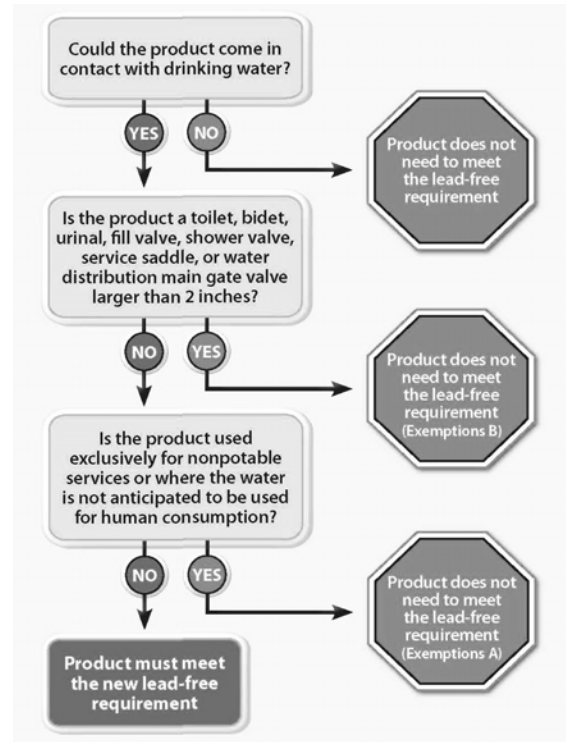 Could the product come in
contact with drinking water?
YES
NO
Product does not
need to meet
the lead-free
requirement
Is the product a toilet, bidet,
urinal, fill valve, shower valve,
service saddle, or water
distribution main gate valve
larger than 2 inches?
NO
YES
Product does not
need to meet
the lead-free
requirement
(Exemptions B)
Is the product used
exclusively for nonpotable
services or where the water
is not anticipated to be used
for human consumption?
NO
YES
Product does not
need to meet
the lead-free
requirement
(Exemptions A)
Product must meet
the new lead-free
requirement